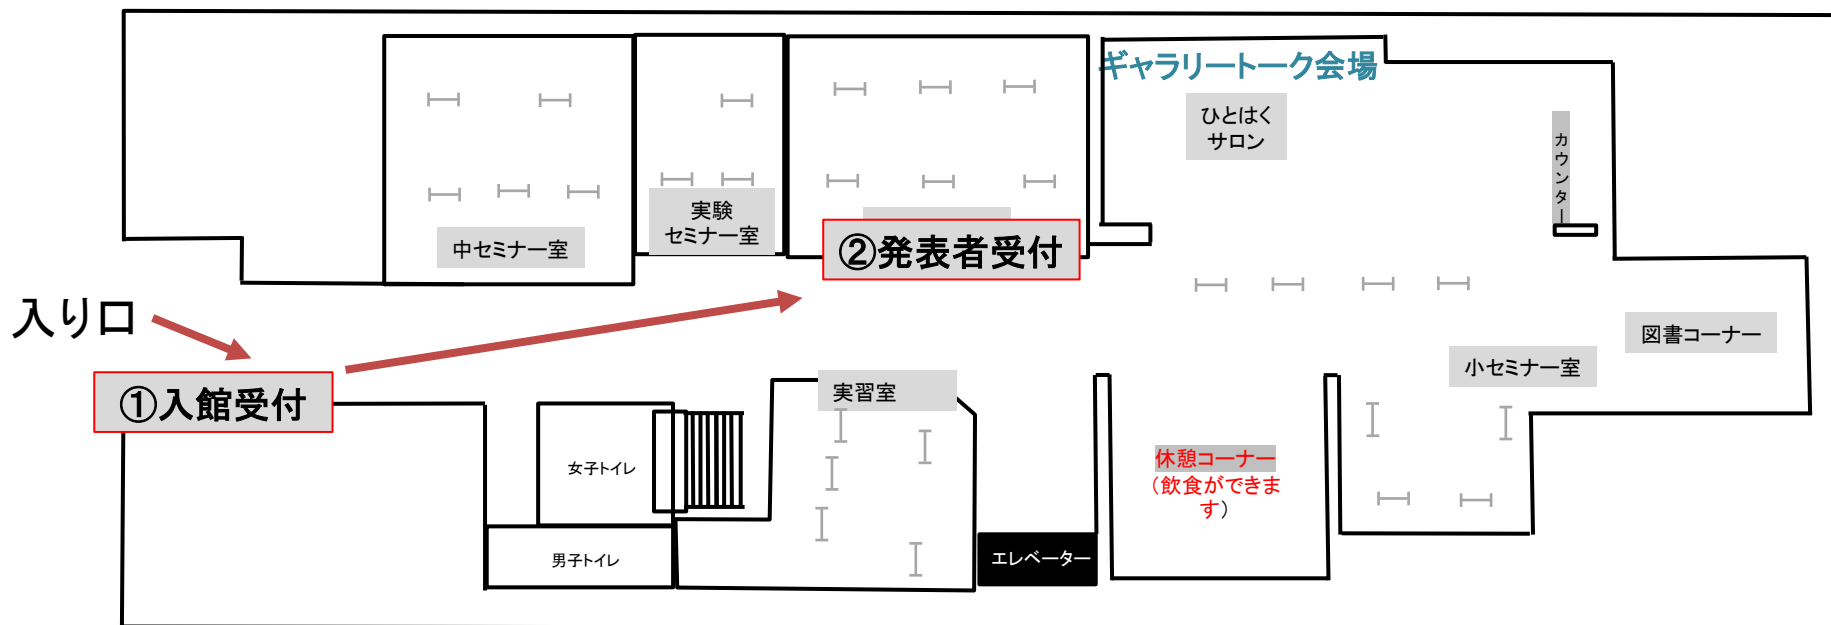 ギャラリートーク会場
ひとはく
サロン
カウンター
実験
セミナー室
中セミナー室
②発表者受付
入り口
図書コーナー
小セミナー室
①入館受付
実習室
女子トイレ
休憩コーナー
（飲食ができま
す）
男子トイレ
エレベーター